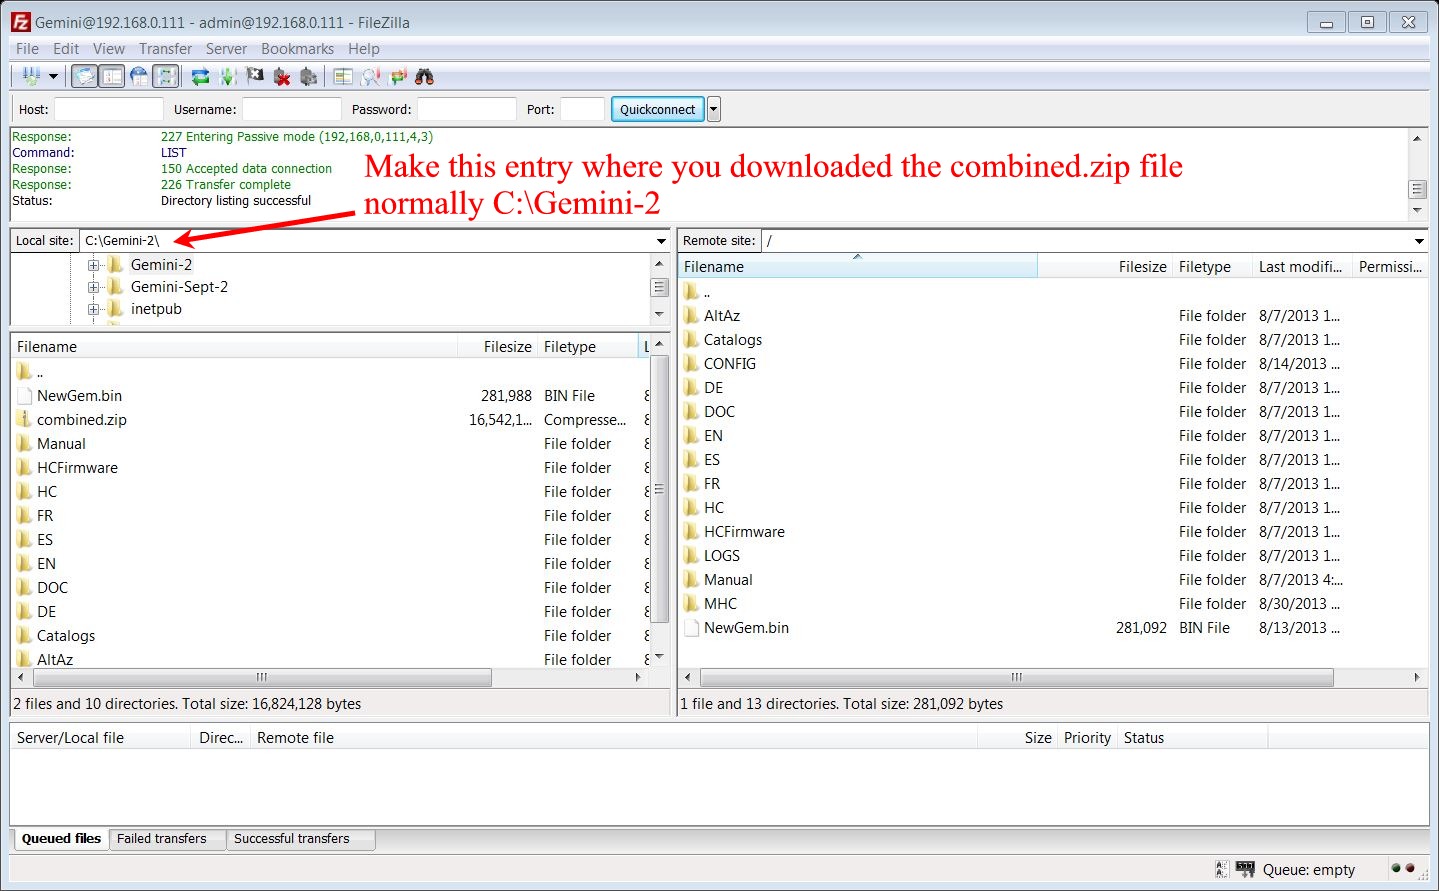 Gemini@192.168.0.111 - admin@192.168.0.111 - FileZilla
File Edit View Transfer Server Bookmarks Help
Host: Username: Password: Port: Quickconnect
Response: 227 Entering Passive mode (192,168,0,111,4,3)
Command: LIST
Response: 150 Accepted data connection
Response: 226 Transfer complete
Status: Directory listing successful
Make this entry where you downloaded the combined.zip file
normally C:\Gemini-2
Local site: C:\Gemini-2\
Gemini-2
Gemini-Sept-2
inetpub
Filename Filesize Filetype L
..
NewGem.bin 281,988 BIN File 8
combined.zip 16,542,1... Compresse... 8
Manual File folder 8
HCFirmware File folder 8
HC File folder 8
FR File folder 8
ES File folder 8
EN File folder 8
DOC File folder 8
DE File folder 8
Catalogs File folder 8
AltAz File folder 8
2 files and 10 directories. Total size: 16,824,128 bytes
Remote site: /
Filename Filesize Filetype Last modifi... Permissi...
..
AltAz File folder 8/7/2013 1...
Catalogs File folder 8/7/2013 1...
CONFIG File folder 8/14/2013 ...
DE File folder 8/7/2013 1...
DOC File folder 8/7/2013 1...
EN File folder 8/7/2013 1...
ES File folder 8/7/2013 1...
FR File folder 8/7/2013 1...
HC File folder 8/7/2013 1...
HCFirmware File folder 8/7/2013 1...
LOGS File folder 8/7/2013 1...
Manual File folder 8/7/2013 4:...
MHC File folder 8/30/2013 ...
NewGem.bin 281,092 BIN File 8/13/2013 ...
1 file and 13 directories. Total size: 281,092 bytes
Server/Local file Direc... Remote file Size Priority Status
Queued files Failed transfers Successful transfers
Queue: empty